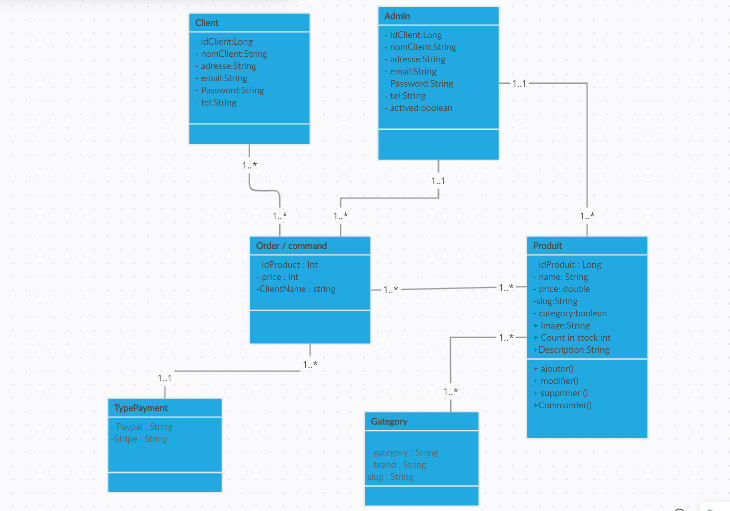 Client
- idClient:Long
- nomClient:String
- adresse:String
- email:String
- Password:String
- tel:String
Admin
- idClient:Long
- nomClient:String
- adresse:String
- email:String
Password:String
- tel:String
- actived:boolean
1..1
1..*
1..1
1..*
1..*
1..*
Order / command
- idProduct : Int
- price : int
-ClientName : string
1..*
1..*
Produit
idProduit : Long
- name: String
- price: double
-slug:String
- category:boolean
+ Image:String
+ Count in stock:int
+Description:String
+ ajouter()
+ modifier()
+ supprimer ()
+Commander()
1..*
1..*
1..*
1..1
TypePayment
- Paypal : String
-Stripe : String
Gategory
- gategory : String
- brand : String
slug : String